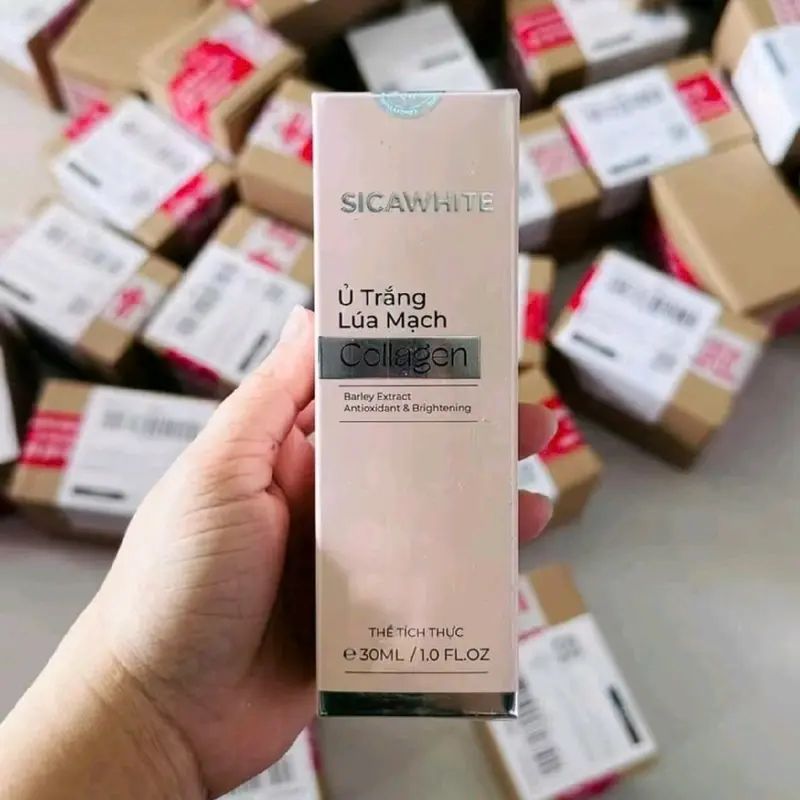 SICAWHITE
Ủ Trắng
Lúa Mạch
Collagen
Barley Extract
Antioxidant & Brightening
THỂ TÍCH THỰC
℮ 30ML / 1.0 FL.OZ